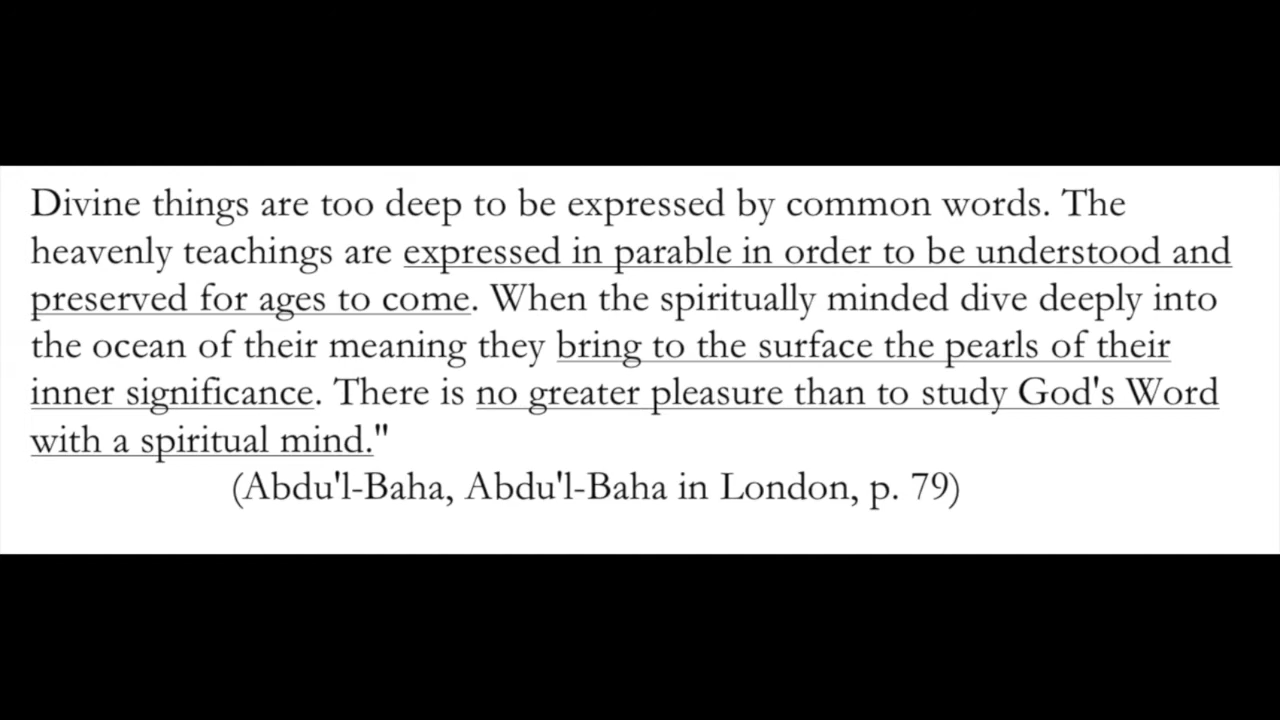 Divine things are too deep to be expressed by common words. The
heavenly teachings are expressed in parable in order to be understood and
preserved for ages to come. When the spiritually minded dive deeply into
the ocean of their meaning they bring to the surface the pearls of their
inner significance. There is no greater pleasure than to study God's Word
with a spiritual mind."
(Abdu'l-Baha, Abdu'l-Baha in London, p. 79)